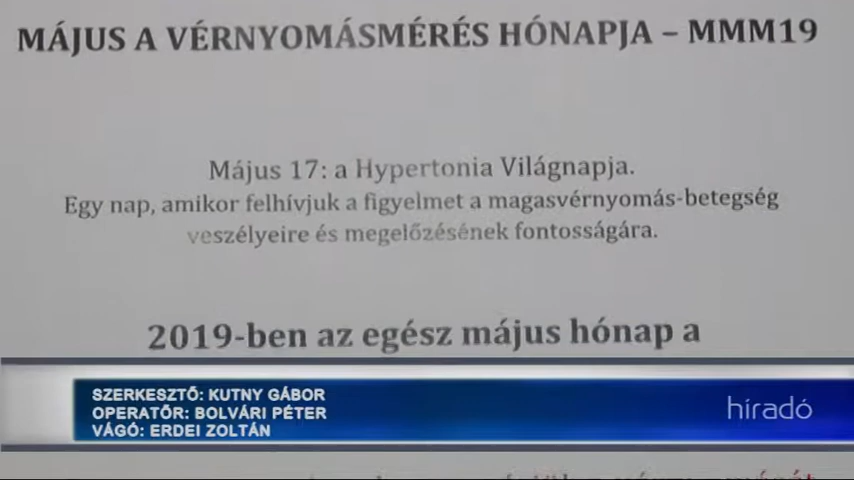 MÁJUS A VÉRNYOMÁSMÉRÉS HÓNAPJA – MMM19
Május 17: a Hypertonia Világnapja.
Egy nap, amikor felhívjuk a figyelmet a magasvérnyomás-betegség
veszélyeire és megelőzésének fontosságára.
2019-ben az egész május hónap a
SZERKESZTŐ: KUTNY GÁBOR
OPERATŐR: BOLVÁRI PÉTER
VÁGÓ: ERDEI ZOLTÁN
híradó